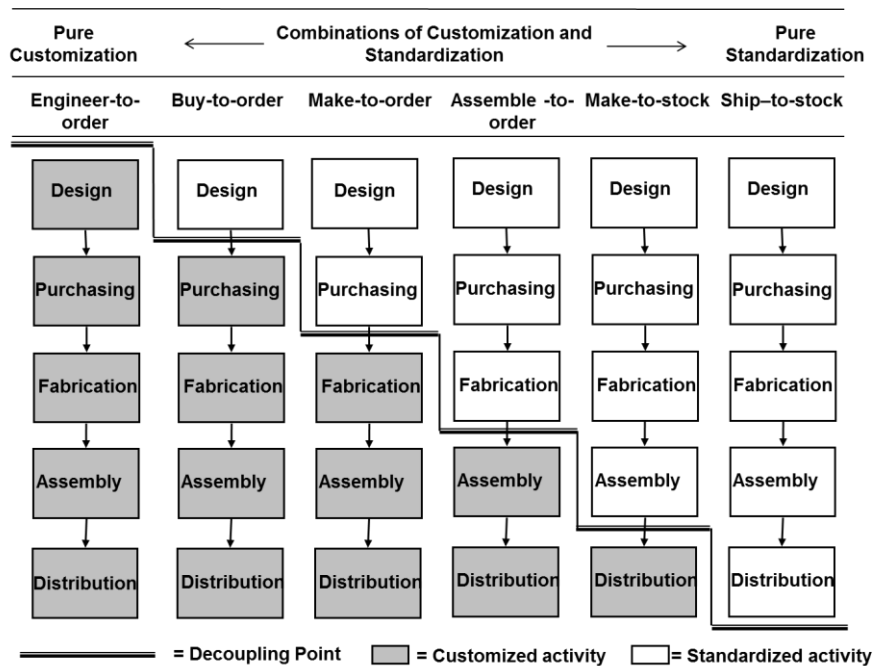 Pure Customization
Combinations of Customization and Standardization
Pure Standardization
Engineer-to-order
Buy-to-order
Make-to-order
Assemble -to-order
Make-to-stock
Ship–to-stock
Design
Design
Design
Design
Design
Design
Purchasing
Purchasing
Purchasing
Purchasing
Purchasing
Purchasing
Fabrication
Fabrication
Fabrication
Fabrication
Fabrication
Fabrication
Assembly
Assembly
Assembly
Assembly
Assembly
Assembly
Distribution
Distribution
Distribution
Distribution
Distribution
Distribution
= Decoupling Point
= Customized activity
= Standardized activity